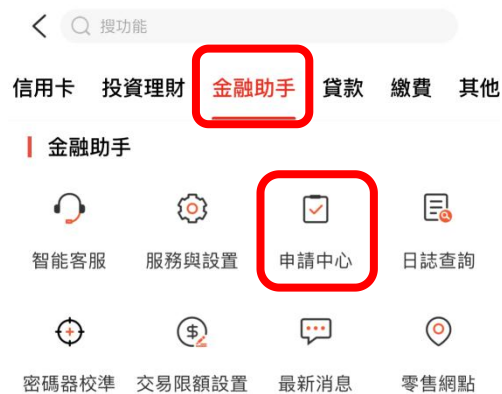 搜功能
信用卡 投資理財 金融助手 貸款 繳費 其他
金融助手
智能客服 服務與設置 申請中心 日誌查詢
密碼器校準 交易限額設置 最新消息 零售網點